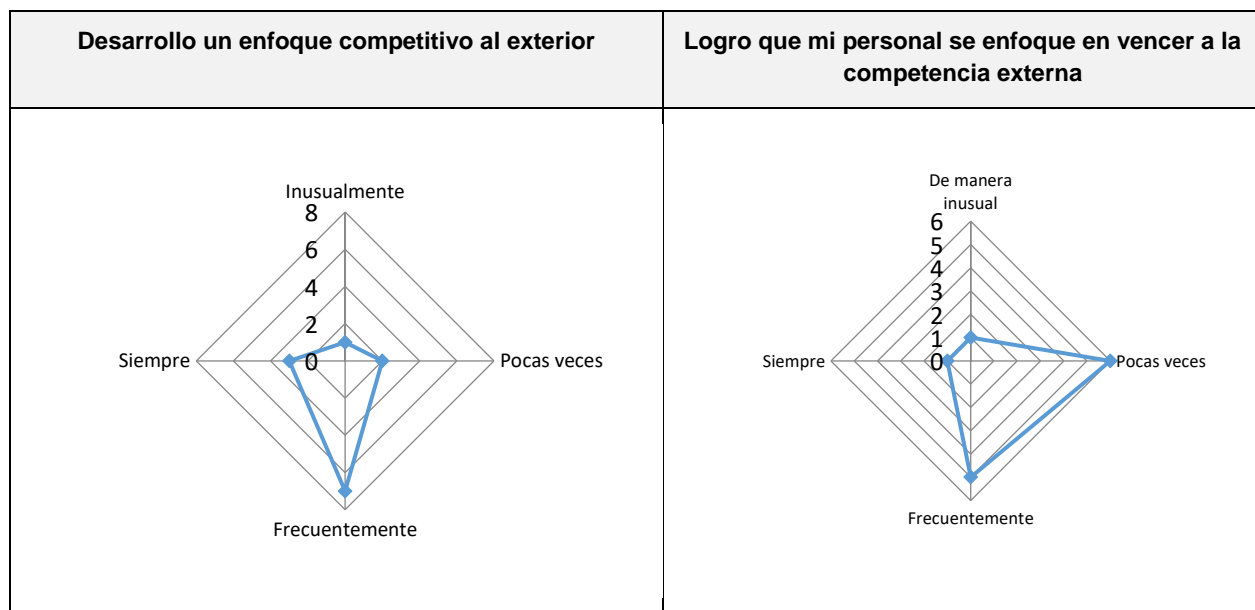 Desarrollo un enfoque competitivo al exterior
Logro que mi personal se enfoque en vencer a la
competencia externa
Inusualmente
8
6
4
2
0
Siempre
Pocas veces
Frecuentemente
De manera
inusual
6
5
4
3
2
1
0
Siempre
Pocas veces
Frecuentemente